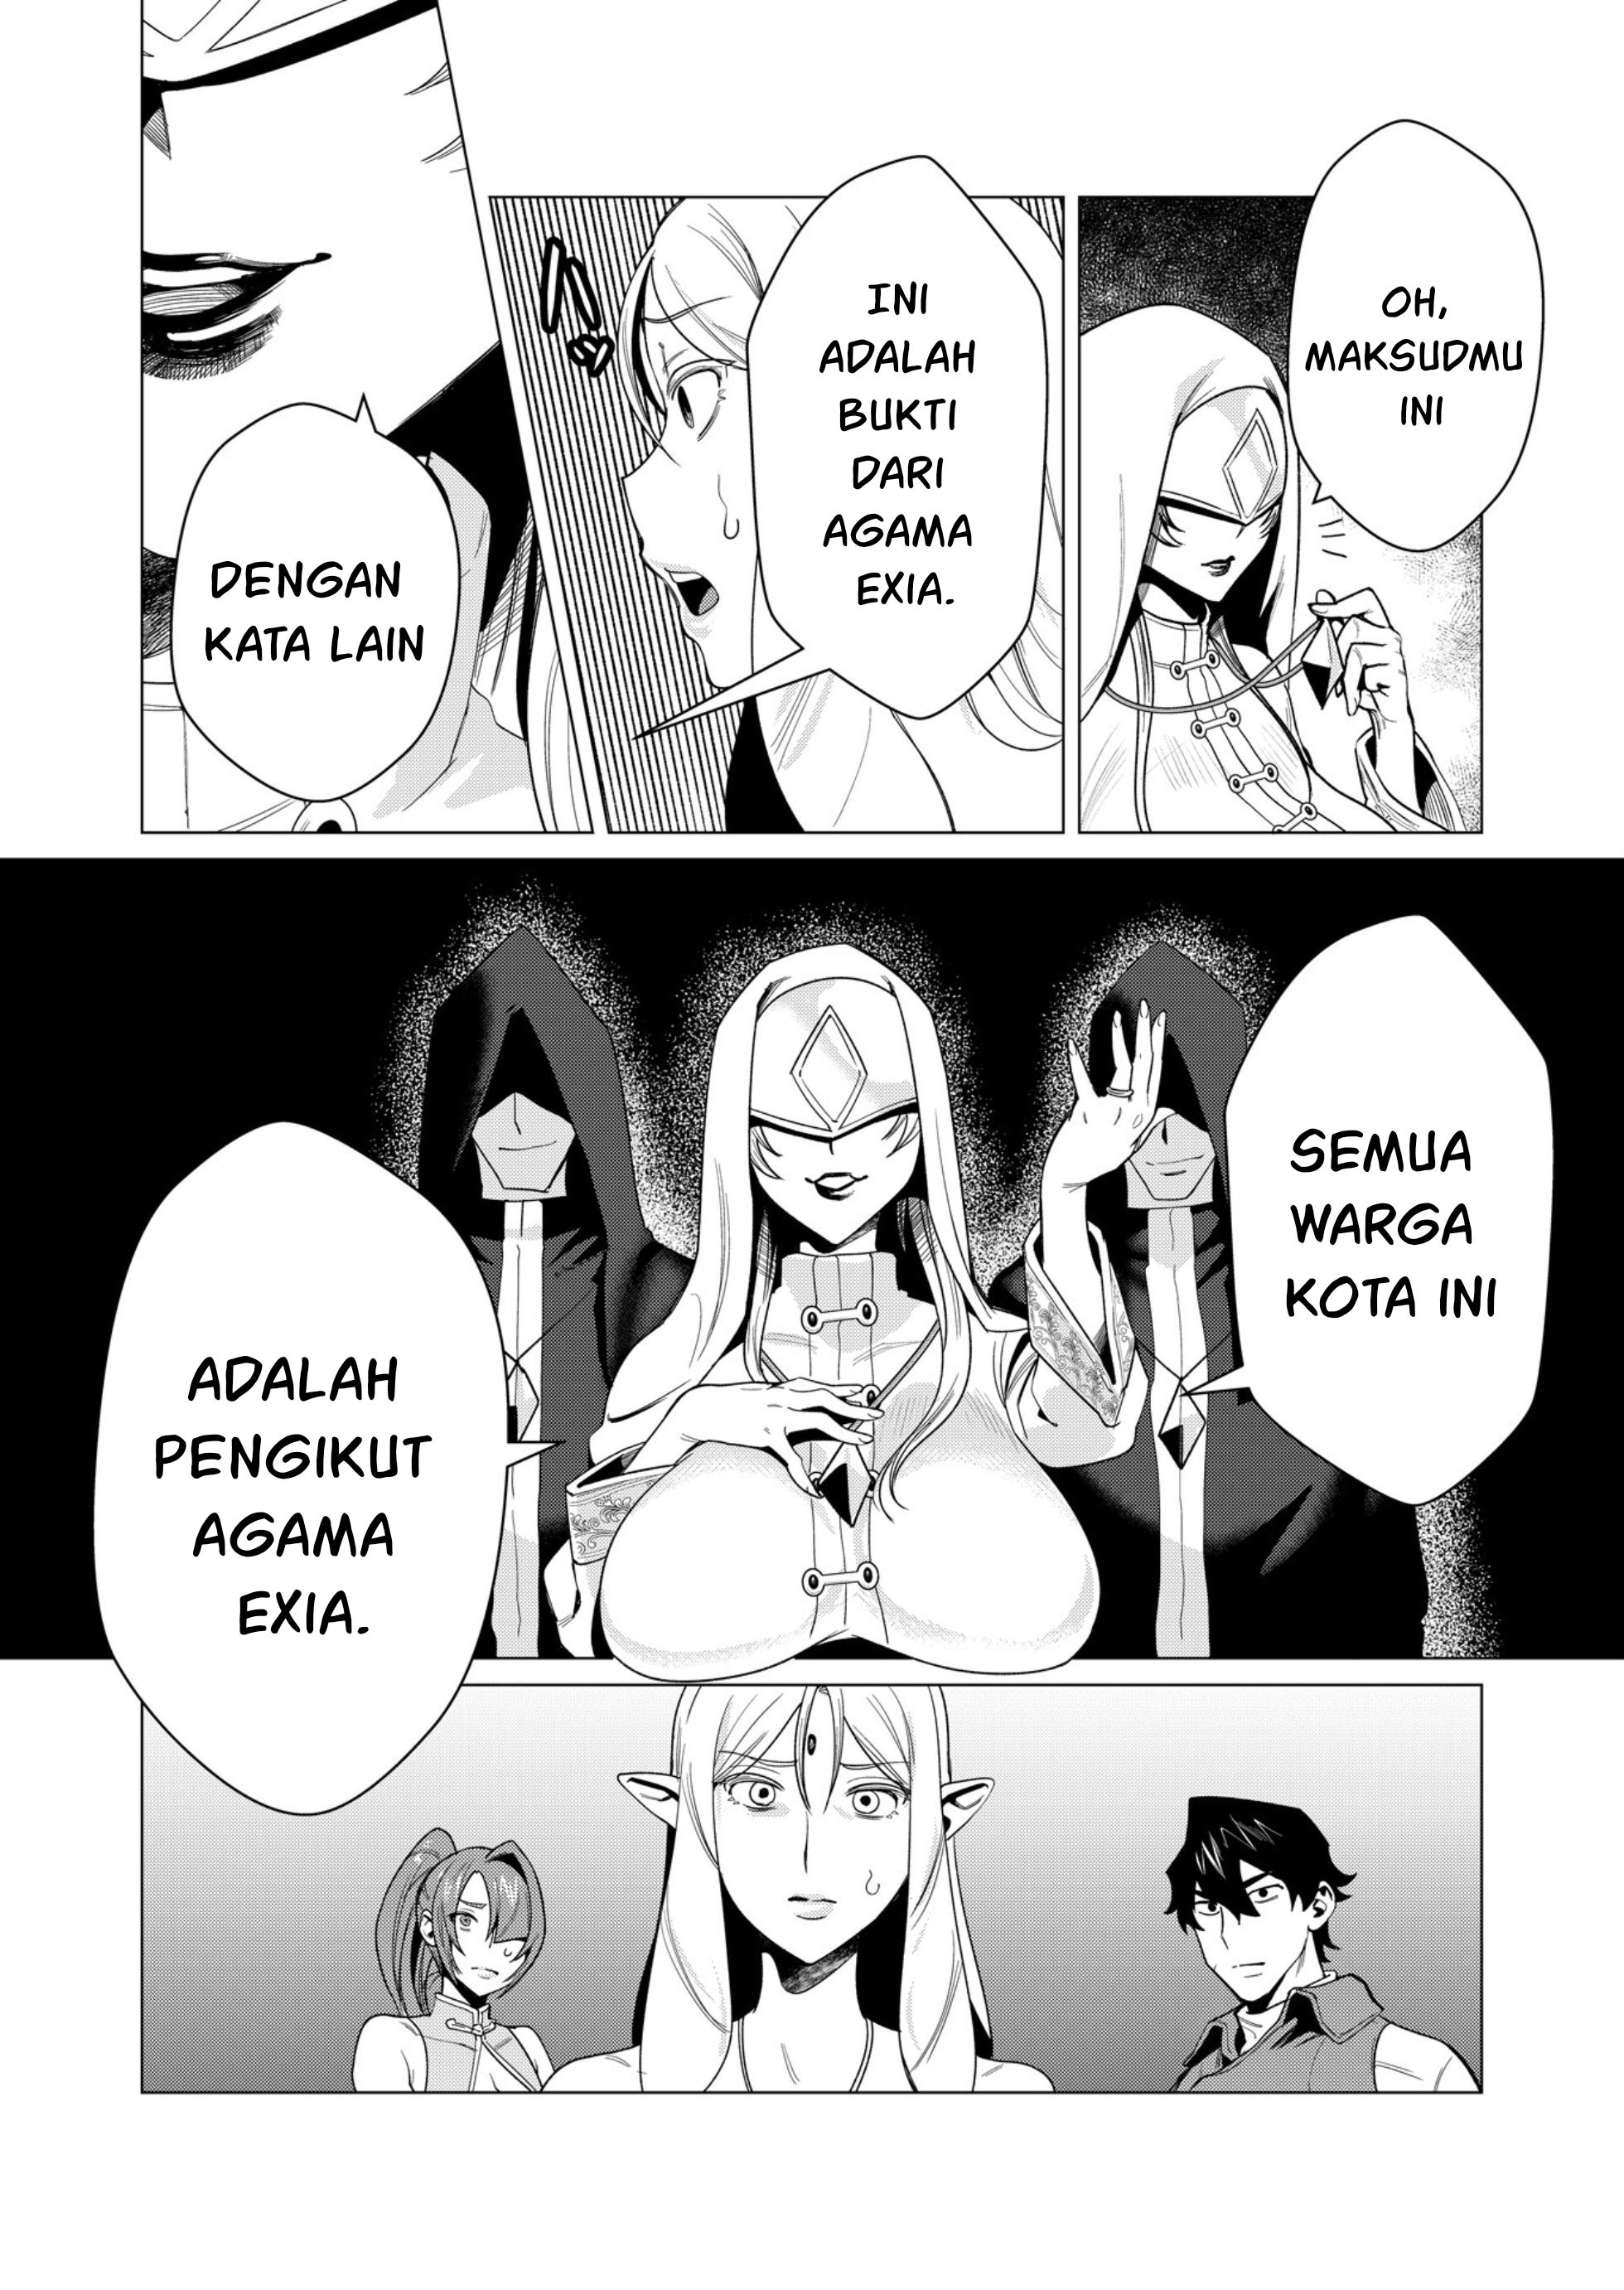 OH,
MAKSUDMU
INI
INI
ADALAH
BUKTI
DARI
AGAMA
EXIA.
DENGAN
KATA LAIN
SEMUA
WARGA
KOTA INI
ADALAH
PENGIKUT
AGAMA
EXIA.